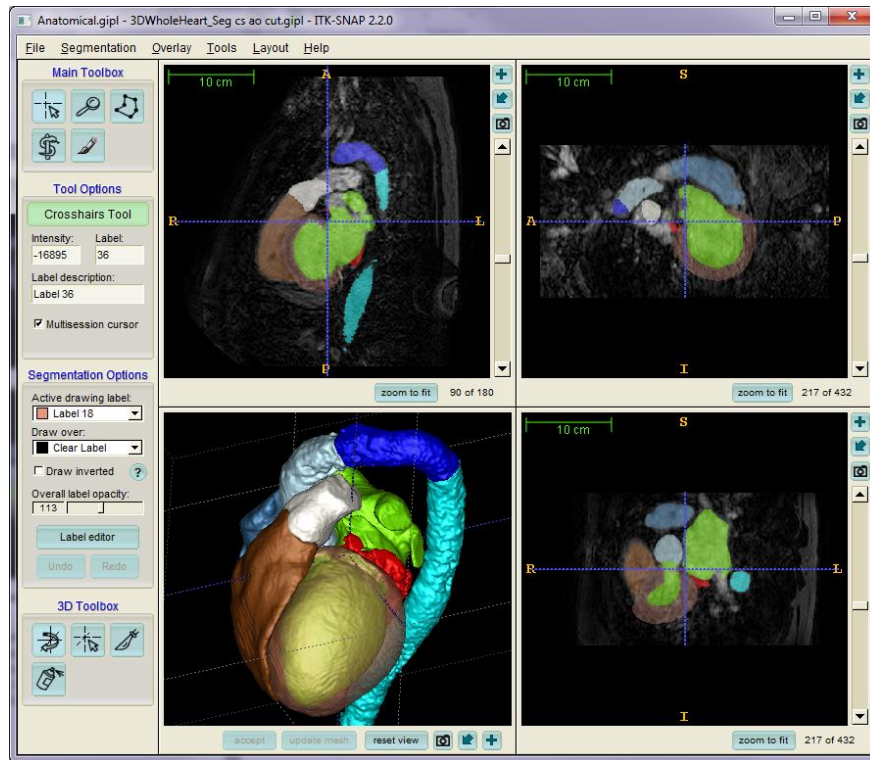 Anatomical.gipl - 3DWholeHeart_Seg cs ao cut.gipl - ITK-SNAP 2.2.0
File Segmentation Overlay Tools Layout Help
Main Toolbox
Tool Options
Crosshairs Tool
Intensity: Label:
-16895 36
Label description:
Label 36
Multisession cursor
Segmentation Options
Active drawing label:
Label 18
Draw over:
Clear Label
Draw inverted ?
Overall label opacity:
113
Label editor
Undo Redo
3D Toolbox
10 cm
A
R L
P
zoom to fit 90 of 180
10 cm
S
A P
I
zoom to fit 217 of 432
accept update mesh reset view
10 cm
S
R L
I
zoom to fit 217 of 432